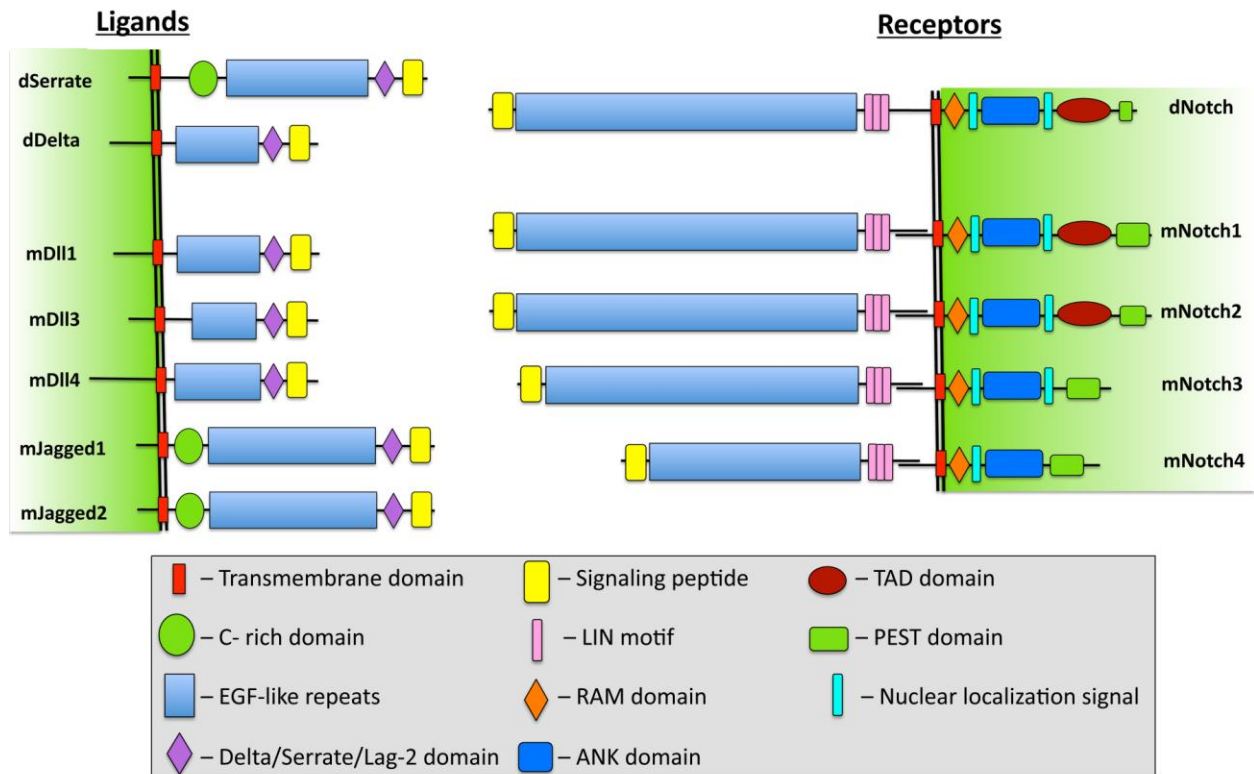 Ligands
Receptors
dSerrate
dDelta
mDll1
mDll3
mDll4
mJagged1
mJagged2
dNotch
mNotch1
mNotch2
mNotch3
mNotch4
– Transmembrane domain
– Signaling peptide
– TAD domain
– C- rich domain
– LIN motif
– PEST domain
– EGF-like repeats
– RAM domain
– Nuclear localization signal
– Delta/Serrate/Lag-2 domain
– ANK domain